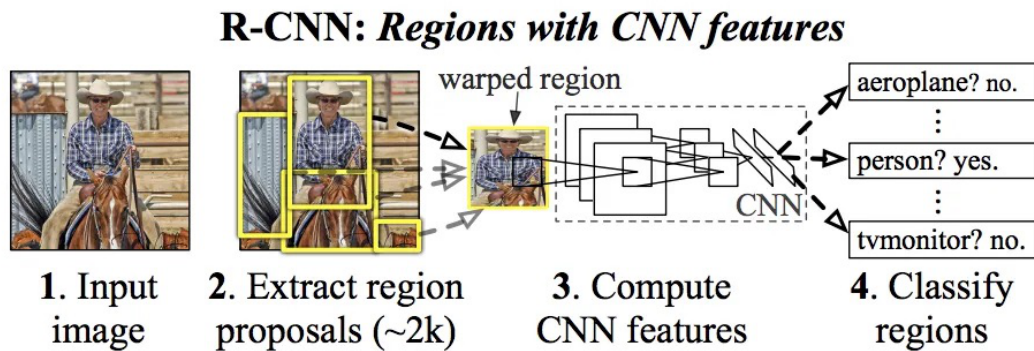 R-CNN: Regions with CNN features
warped region
aeroplane? no.
⋮
person? yes.
⋮
tvmonitor? no.
CNN
1. Input
image
2. Extract region
proposals (~2k)
3. Compute
CNN features
4. Classify
regions